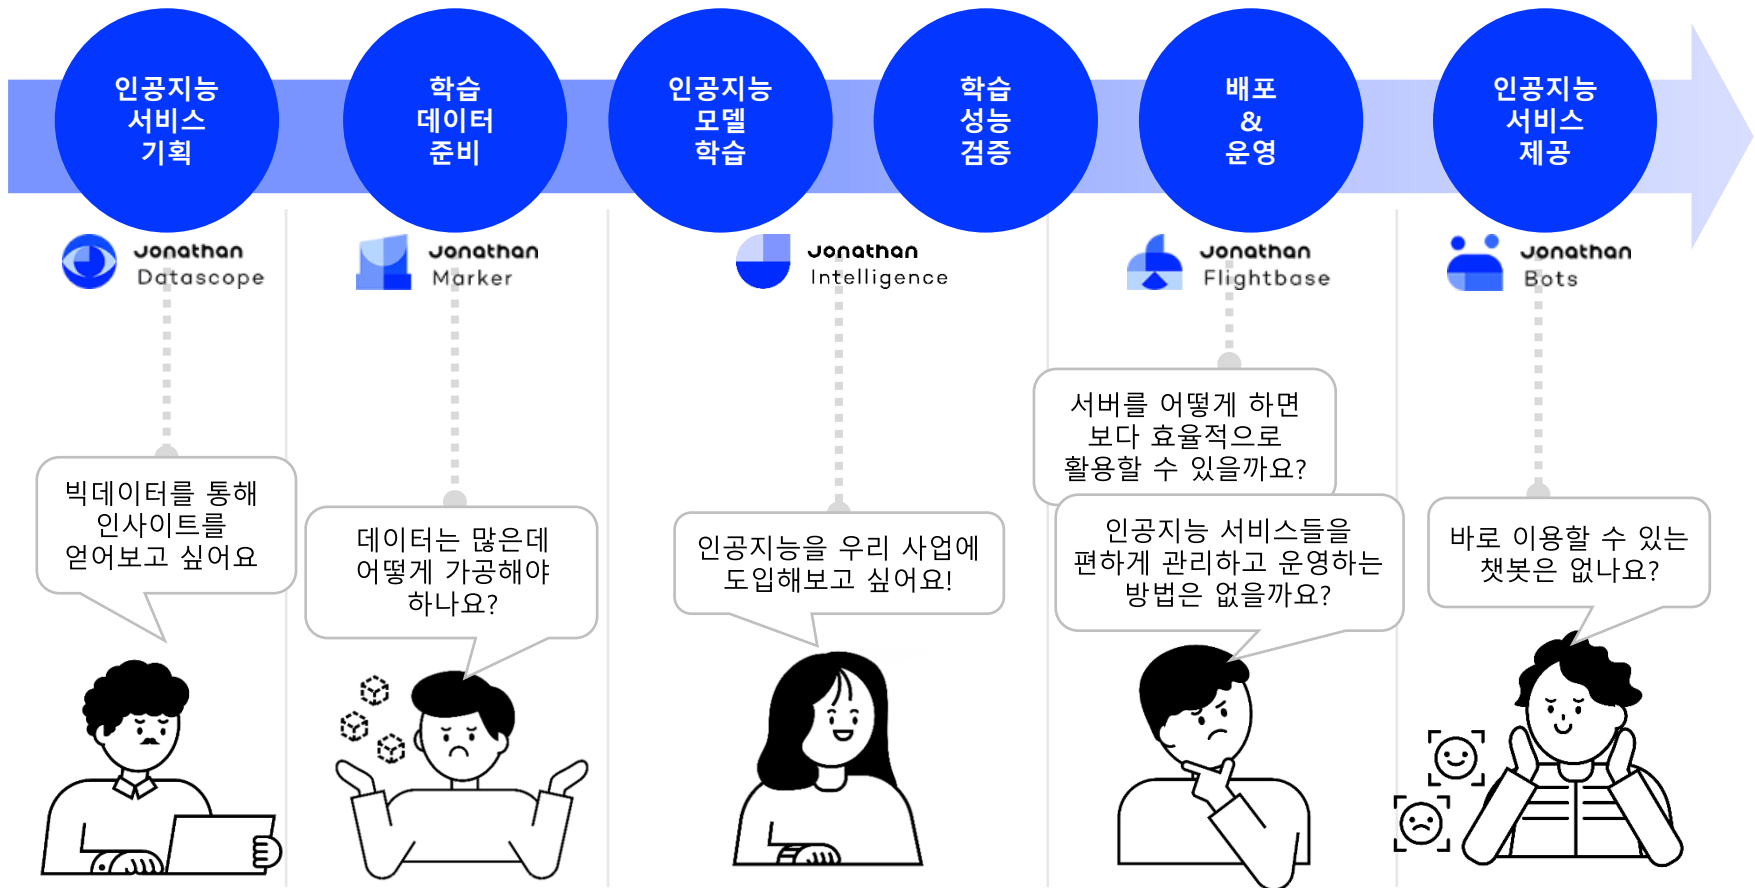 인공지능
서비스
기획
학습
데이터
준비
인공지능
모델
학습
학습
성능
검증
배포
&
운영
인공지능
서비스
제공
Jonathan
Datascope
Jonathan
Marker
Jonathan
Intelligence
Jonathan
Flightbase
Jonathan
Bots
빅데이터를 통해
인사이트를
얻어보고 싶어요
데이터는 많은데
어떻게 가공해야
하나요?
인공지능을 우리 사업에
도입해보고 싶어요!
서버를 어떻게 하면
보다 효율적으로
활용할 수 있을까요?
인공지능 서비스들을
편하게 관리하고 운영하는
방법은 없을까요?
바로 이용할 수 있는
챗봇은 없나요?